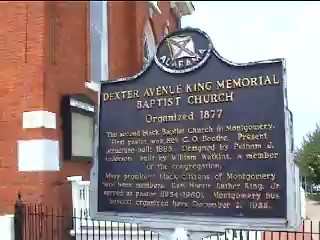 ALABAMA
DEXTER AVENUE KING MEMORIAL
BAPTIST CHURCH
Organized 1877
The second Black Baptist Church in Montgomery.
First pastor was Rev. C. O. Boothe. Present
structure built 1885. Designed by Pelham J.
Anderson; built by William Watkins, a member
of the congregation.
Many prominent black citizens of Montgomery
have been members. Rev. Martin Luther King, Jr.
served as pastor (1954-1960). Montgomery bus
boycott organized here December 2, 1955.